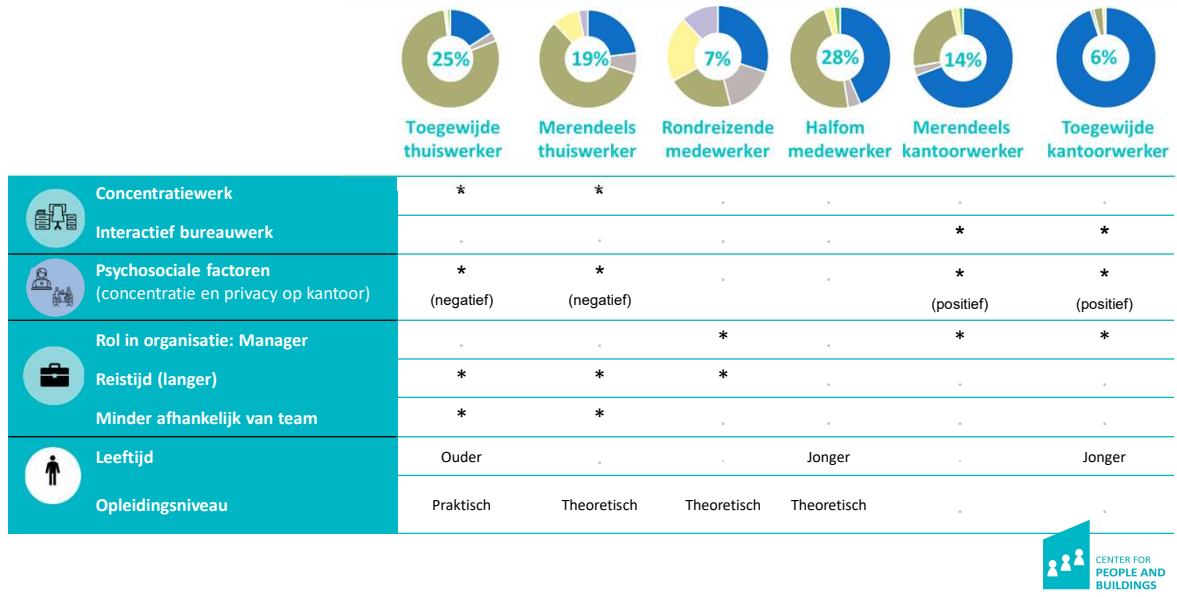 25% 19% 7% 28% 14% 6%
Toegewijde Merendeels Rondreizende Halfom Merendeels Toegewijde
thuiswerker thuiswerker medewerker medewerker kantoorwerker kantoorwerker
Concentratiewerk * * . . . .
Interactief bureauwerk . . . . * *
Psychosociale factoren * * . . * *
(concentratie en privacy op kantoor) (negatief) (negatief) (positief) (positief)
Rol in organisatie: Manager . . * . * *
Reistijd (langer) * * * . . .
Minder afhankelijk van team * * . . . .
Leeftijd Ouder . . Jonger . Jonger
Opleidingsniveau Praktisch Theoretisch Theoretisch Theoretisch . .
CENTER FOR
PEOPLE AND
BUILDINGS